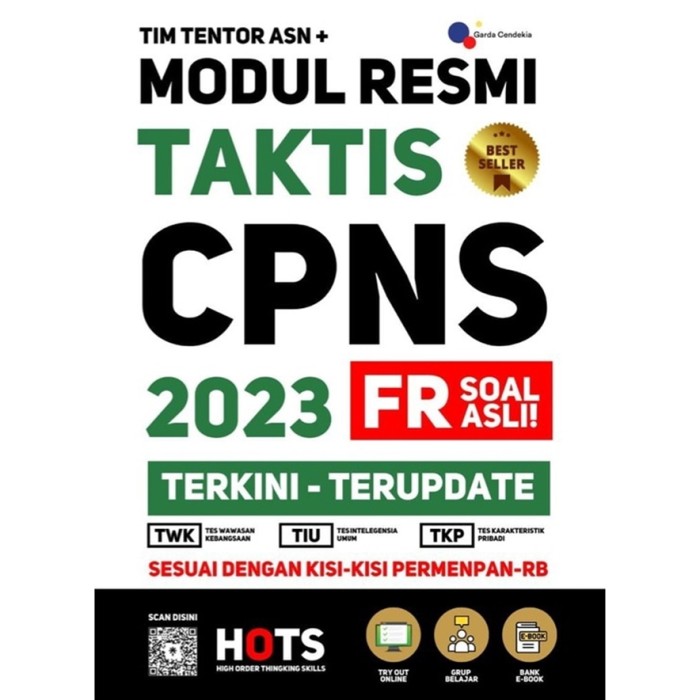 TIM TENTOR ASN +
Garda Cendekia
MODUL RESMI
TAKTIS
BEST
SELLER
CPNS
2023
FR SOAL
ASLI!
TERKINI - TERUPDATE
TWK TES WAWASAN
KEBANGSAAN
TIU TES INTELEGENSIA
UMUM
TKP TES KARAKTERISTIK
PRIBADI
SESUAI DENGAN KISI-KISI PERMENPAN-RB
SCAN DISINI
HOTS
HIGH ORDER THINGKING SKILLS
TRY OUT
ONLINE
GRUP
BELAJAR
E-BOOK
BANK
E-BOOK